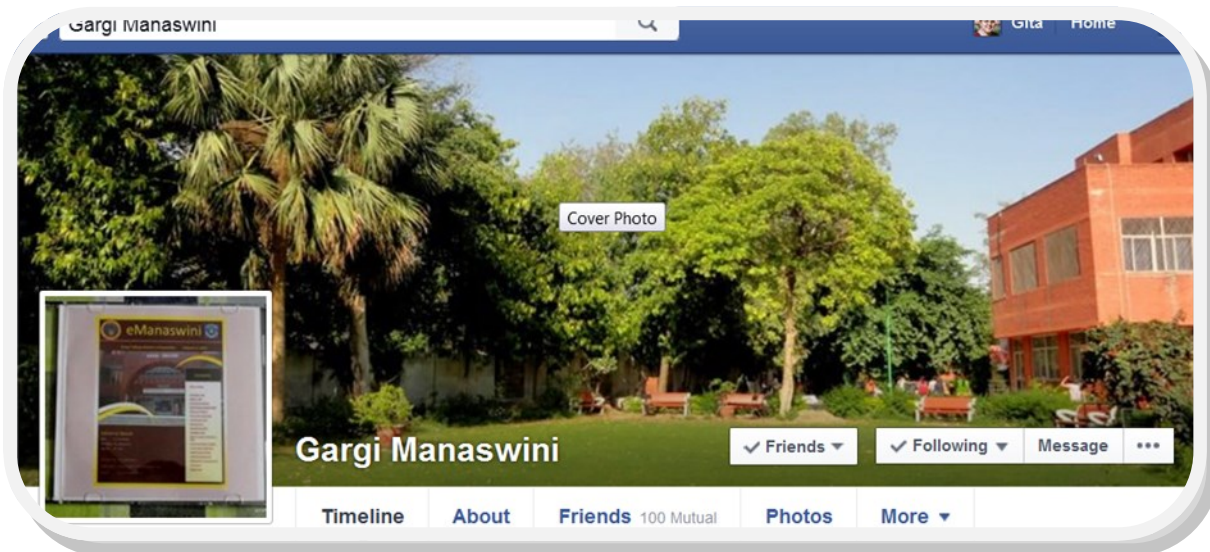 Gargi Manaswini
Gita Home
Cover Photo
eManaswini
Gargi Manaswini
Friends Following Message •••
Timeline About Friends 100 Mutual Photos More